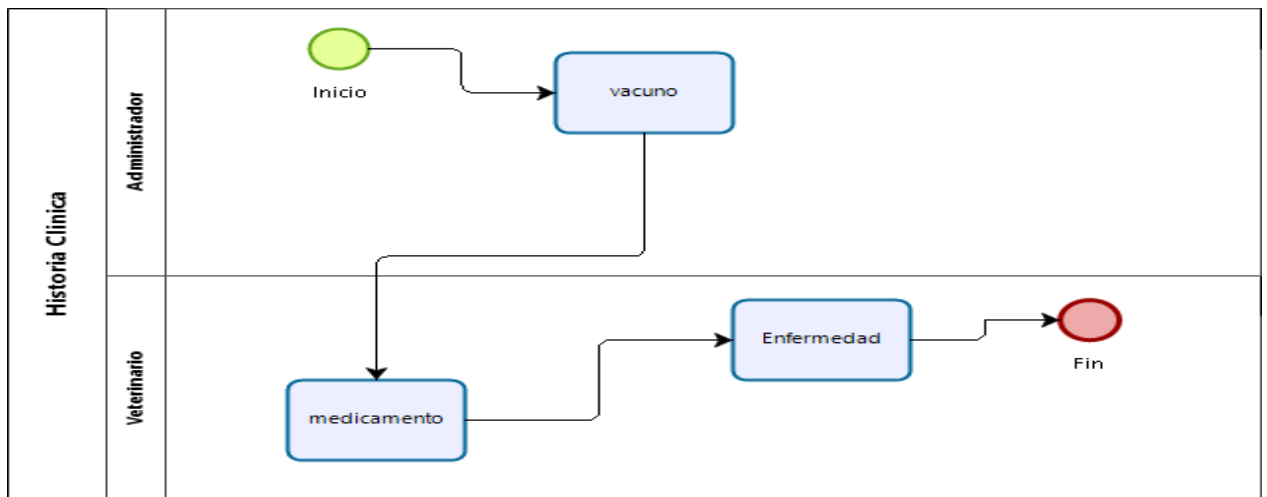 Historia Clinica
Administrador
Inicio
vacuno
Veterinario
medicamento
Enfermedad
Fin